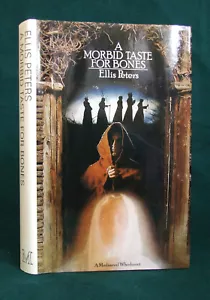 A
MORBID TASTE
FOR BONES
Ellis Peters
A Mediaeval Whodunnit
ELLIS PETERS
A MORBID TASTE FOR BONES